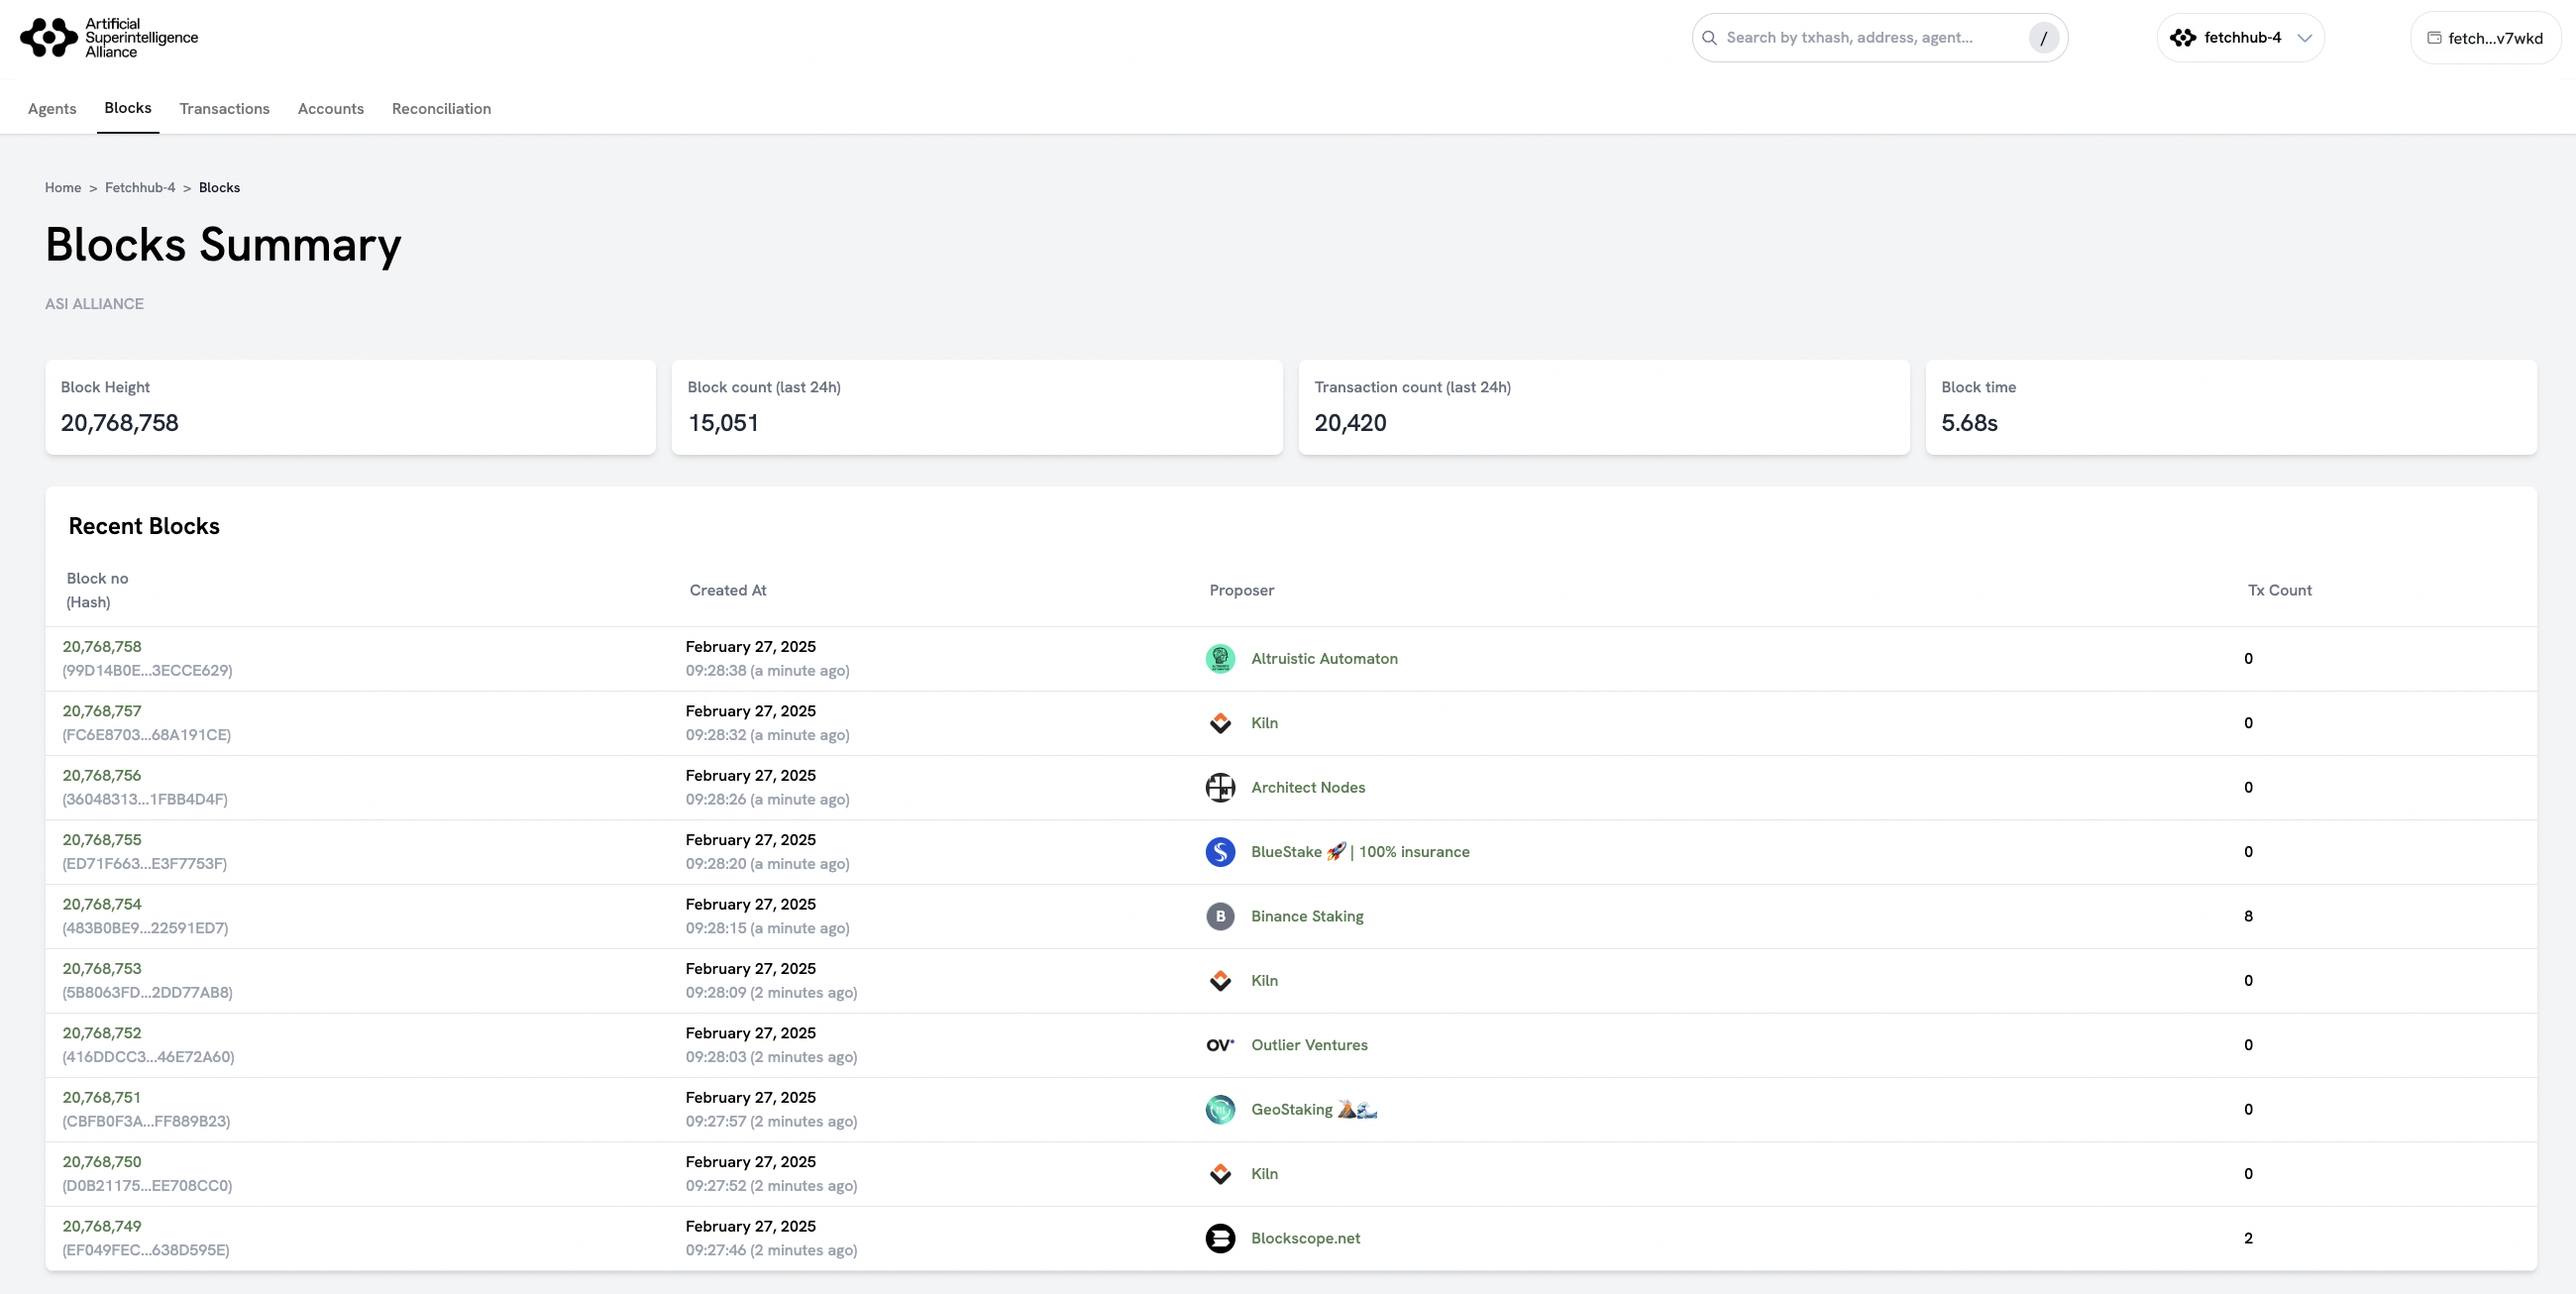 Artificial
Superintelligence
Alliance
Search by txhash, address, agent...
/
fetchhub-4
fetch...v7wkd
Agents Blocks Transactions Accounts Reconciliation
Home > Fetchhub-4 > Blocks
Blocks Summary
ASI ALLIANCE
Block Height
20,768,758
Block count (last 24h)
15,051
Transaction count (last 24h)
20,420
Block time
5.68s
Recent Blocks
Block no
(Hash)
Created At
Proposer
Tx Count
20,768,758
(99D14B0E...3ECCE629)
February 27, 2025
09:28:38 (a minute ago)
Altruistic Automaton
0
20,768,757
(FC6E8703...68A191CE)
February 27, 2025
09:28:32 (a minute ago)
Kiln
0
20,768,756
(36048313...1FBB4D4F)
February 27, 2025
09:28:26 (a minute ago)
Architect Nodes
0
20,768,755
(ED71F663...E3F7753F)
February 27, 2025
09:28:20 (a minute ago)
BlueStake 🚀 | 100% insurance
0
20,768,754
(483B0BE9...22591ED7)
February 27, 2025
09:28:15 (a minute ago)
B
Binance Staking
8
20,768,753
(5B8063FD...2DD77AB8)
February 27, 2025
09:28:09 (2 minutes ago)
Kiln
0
20,768,752
(416DDCC3...46E72A60)
February 27, 2025
09:28:03 (2 minutes ago)
OV
Outlier Ventures
0
20,768,751
(CBFB0F3A...FF889B23)
February 27, 2025
09:27:57 (2 minutes ago)
GeoStaking 🌋🌊
0
20,768,750
(D0B21175...EE708CC0)
February 27, 2025
09:27:52 (2 minutes ago)
Kiln
0
20,768,749
(EF049FEC...638D595E)
February 27, 2025
09:27:46 (2 minutes ago)
Blockscope.net
2